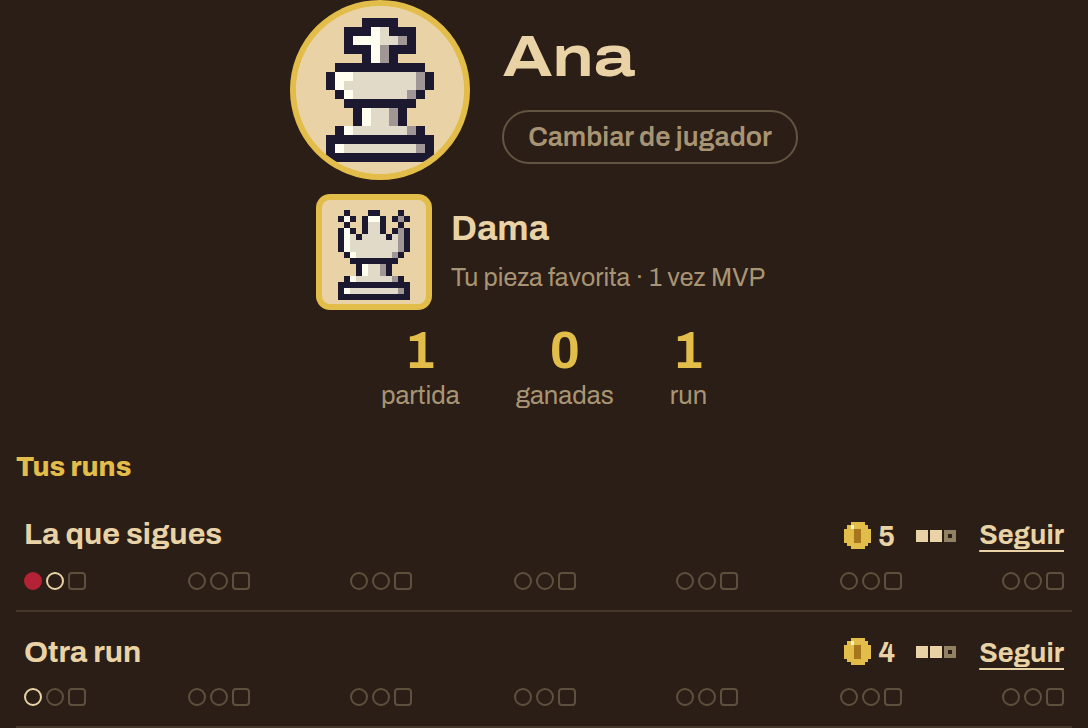 Ana
Cambiar de jugador
Dama
Tu pieza favorita · 1 vez MVP
1 0 1
partida ganadas run
Tus runs
La que sigues 5 Seguir
Otra run 4 Seguir